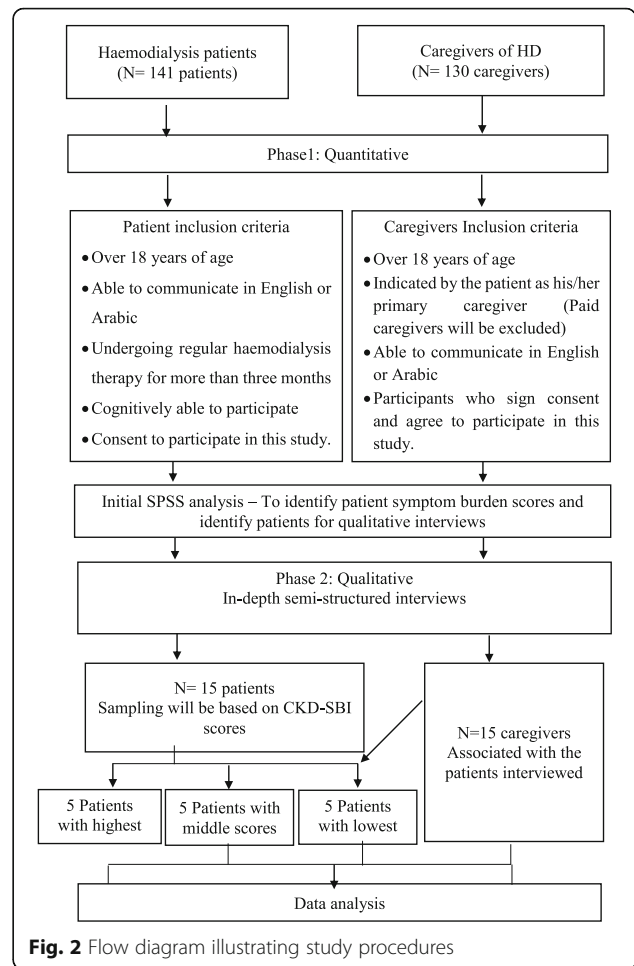 Haemodialysis patients
(N= 141 patients)
Caregivers of HD
(N= 130 caregivers)
Phase1: Quantitative
Patient inclusion criteria
•Over 18 years of age
•Able to communicate in English or
Arabic
•Undergoing regular haemodialysis
therapy for more than three months
•Cognitively able to participate
•Consent to participate in this study.
Caregivers Inclusion criteria
•Over 18 years of age
•Indicated by the patient as his/her
primary caregiver (Paid
caregivers will be excluded)
•Able to communicate in English
or Arabic
•Participants who sign consent
and agree to participate in this
study.
Initial SPSS analysis – To identify patient symptom burden scores and
identify patients for qualitative interviews
Phase 2: Qualitative
In-depth semi-structured interviews
N= 15 patients
Sampling will be based on CKD-SBI
scores
N=15 caregivers
Associated with the
patients interviewed
5 Patients
with highest
5 Patients with
middle scores
5 Patients
with lowest
Data analysis
Fig. 2 Flow diagram illustrating study procedures